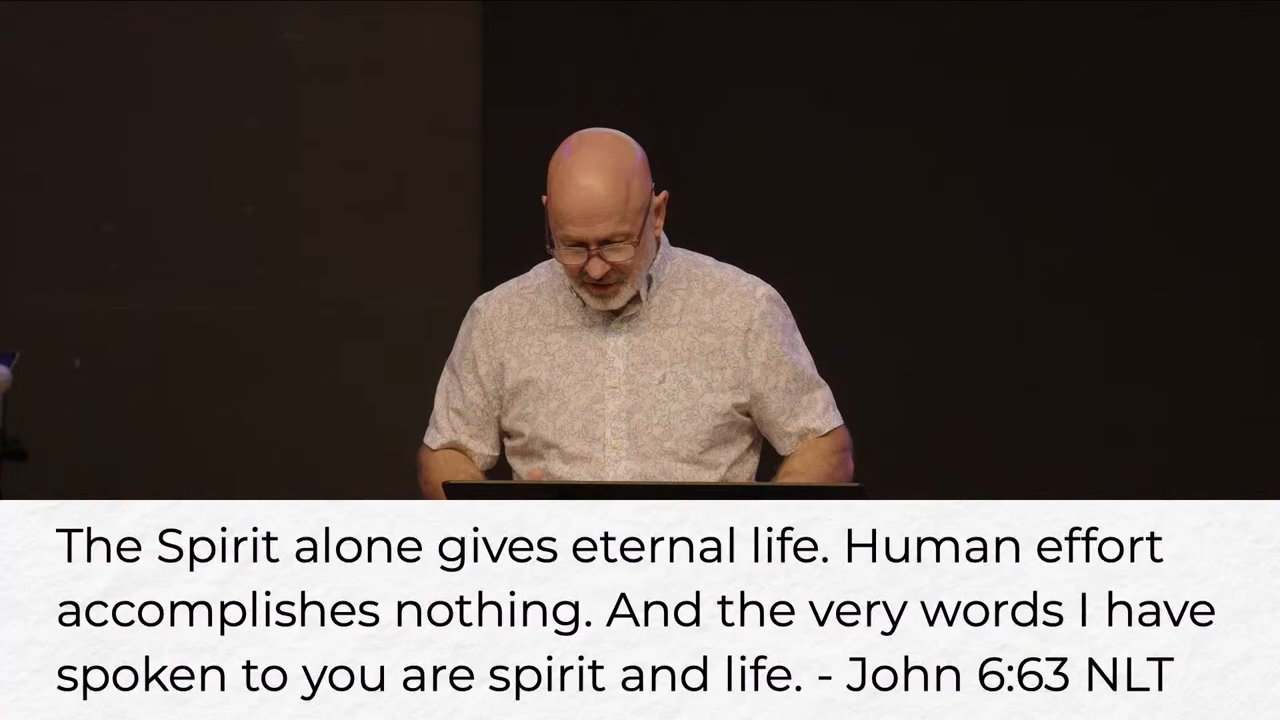 The Spirit alone gives eternal life. Human effort
accomplishes nothing. And the very words I have
spoken to you are spirit and life. - John 6:63 NLT